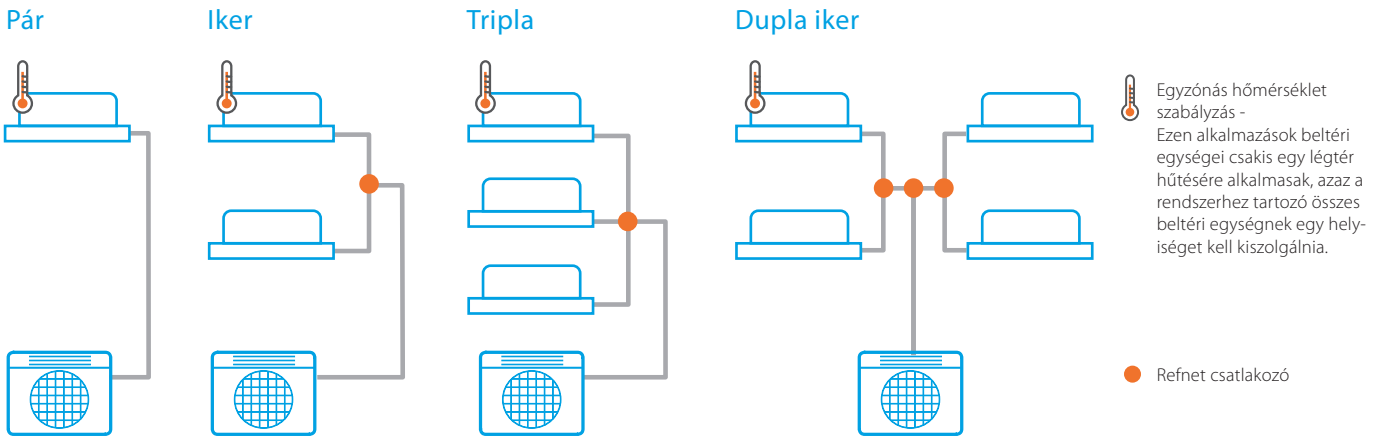 Pár
Iker
Tripla
Dupla iker
Egyzónás hőmérséklet
szabályzás -
Ezen alkalmazások beltéri
egységei csakis egy légtér
hűtésére alkalmasak, azaz a
rendszerhez tartozó összes
beltéri egységnek egy hely-
iséget kell kiszolgálnia.
Refnet csatlakozó